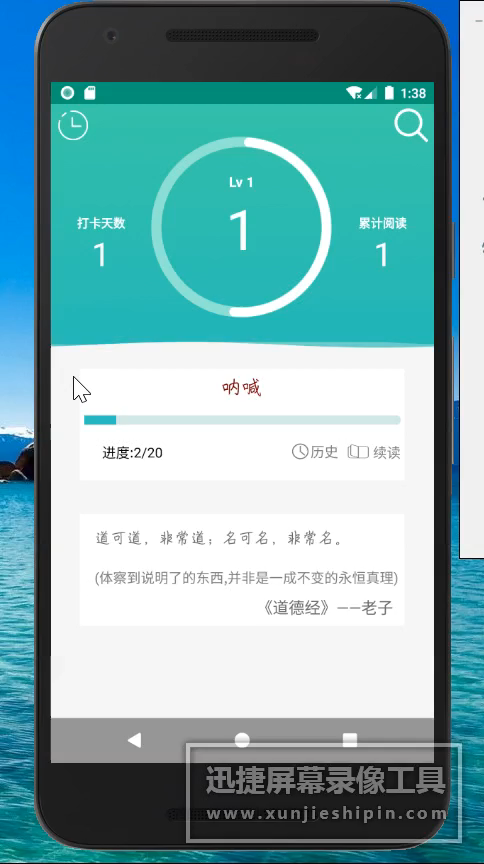 1:38
Lv 1
打卡天数
1
1
累计阅读
1
呐喊
进度:2/20
历史
续读
道可道，非常道；名可名，非常名。
(体察到说明了的东西,并非是一成不变的永恒真理)
《道德经》——老子
迅捷屏幕录像工具
www.xunjieshipin.com